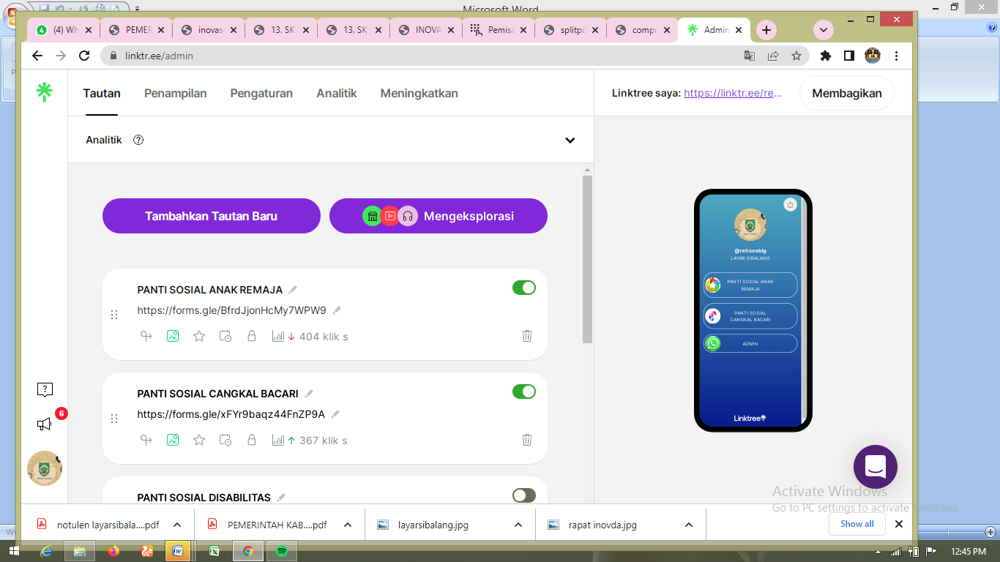 Microsoft Word
(4) Wh
PEMER
inovas
13. SK
13. SK
INOVA
Pemisa
splitpd
compr
Admin
linktr.ee/admin
Tautan
Penampilan
Pengaturan
Analitik
Meningkatkan
Linktree saya: https://linktr.ee/re...
Membagikan
Analitik
Tambahkan Tautan Baru
Mengeksplorasi
PANTI SOSIAL ANAK REMAJA
https://forms.gle/BfrdJjonHcMy7WPW9
404 klik s
PANTI SOSIAL CANGKAL BACARI
https://forms.gle/xFYr9baqz44FnZP9A
367 klik s
PANTI SOSIAL DISABILITAS
6
@rehsosblg
LAYAR SIBALANG
PANTI SOSIAL ANAK
REMAJA
PANTI SOSIAL
CANGKAL BACARI
ADMIN
Linktree
Activate Windows
Go to PC settings to activate Windows.
notulen layarsibala....pdf
PEMERINTAH KAB....pdf
layarsibalang.jpg
rapat inovda.jpg
Show all
12:45 PM